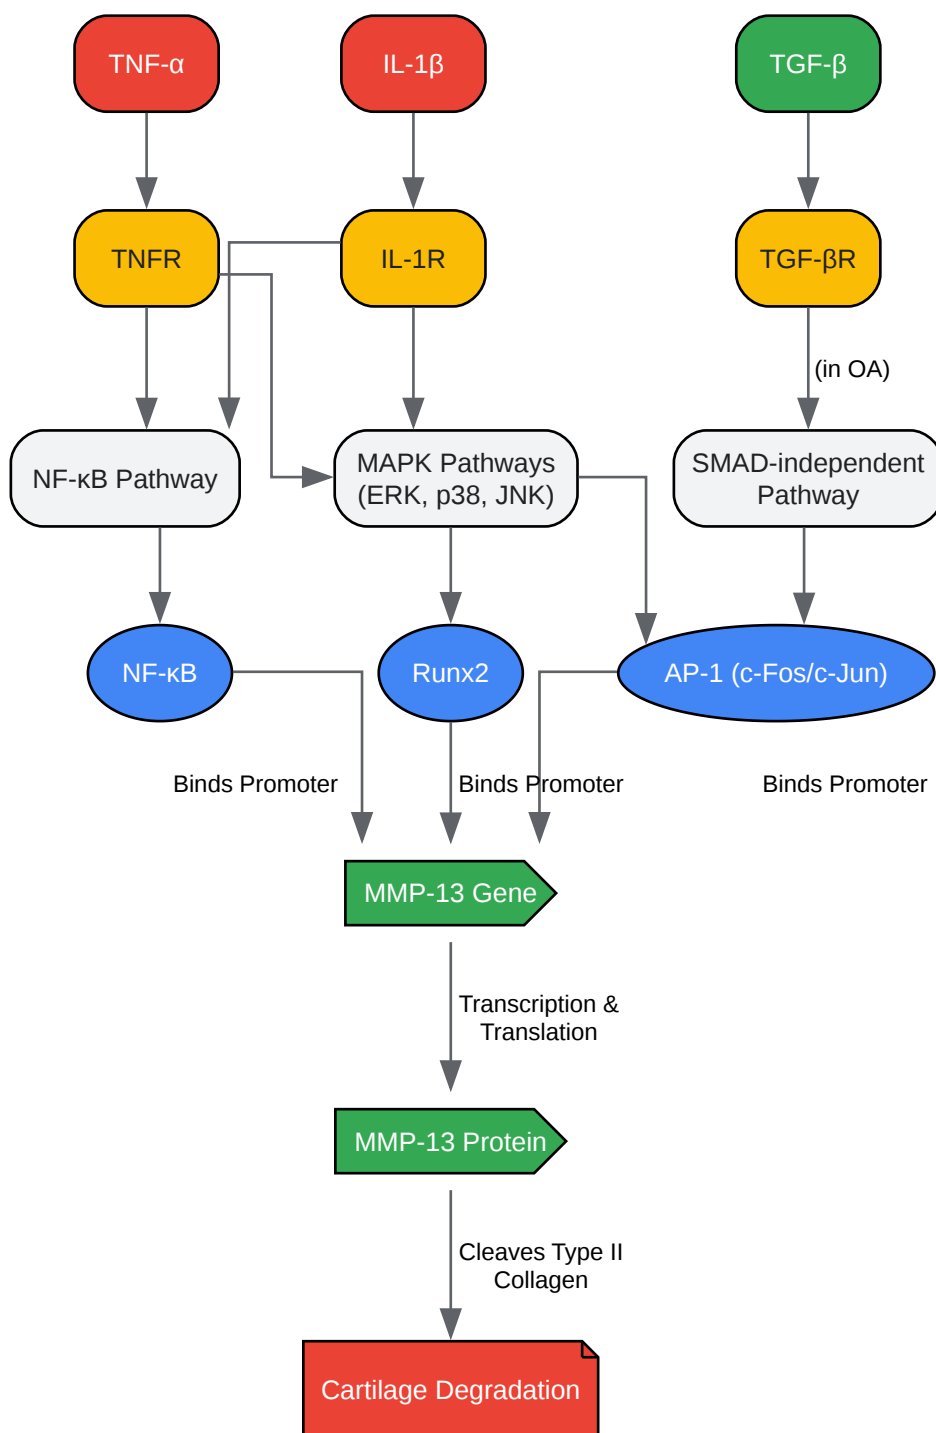 TNF-α
IL-1β
TGF-β
TNFR
IL-1R
TGF-βR
(in OA)
NF-κB Pathway
MAPK Pathways
(ERK, p38, JNK)
SMAD-independent
Pathway
NF-κB
Runx2
AP-1 (c-Fos/c-Jun)
Binds Promoter
Binds Promoter
Binds Promoter
MMP-13 Gene
Transcription &
Translation
MMP-13 Protein
Cleaves Type II
Collagen
Cartilage Degradation